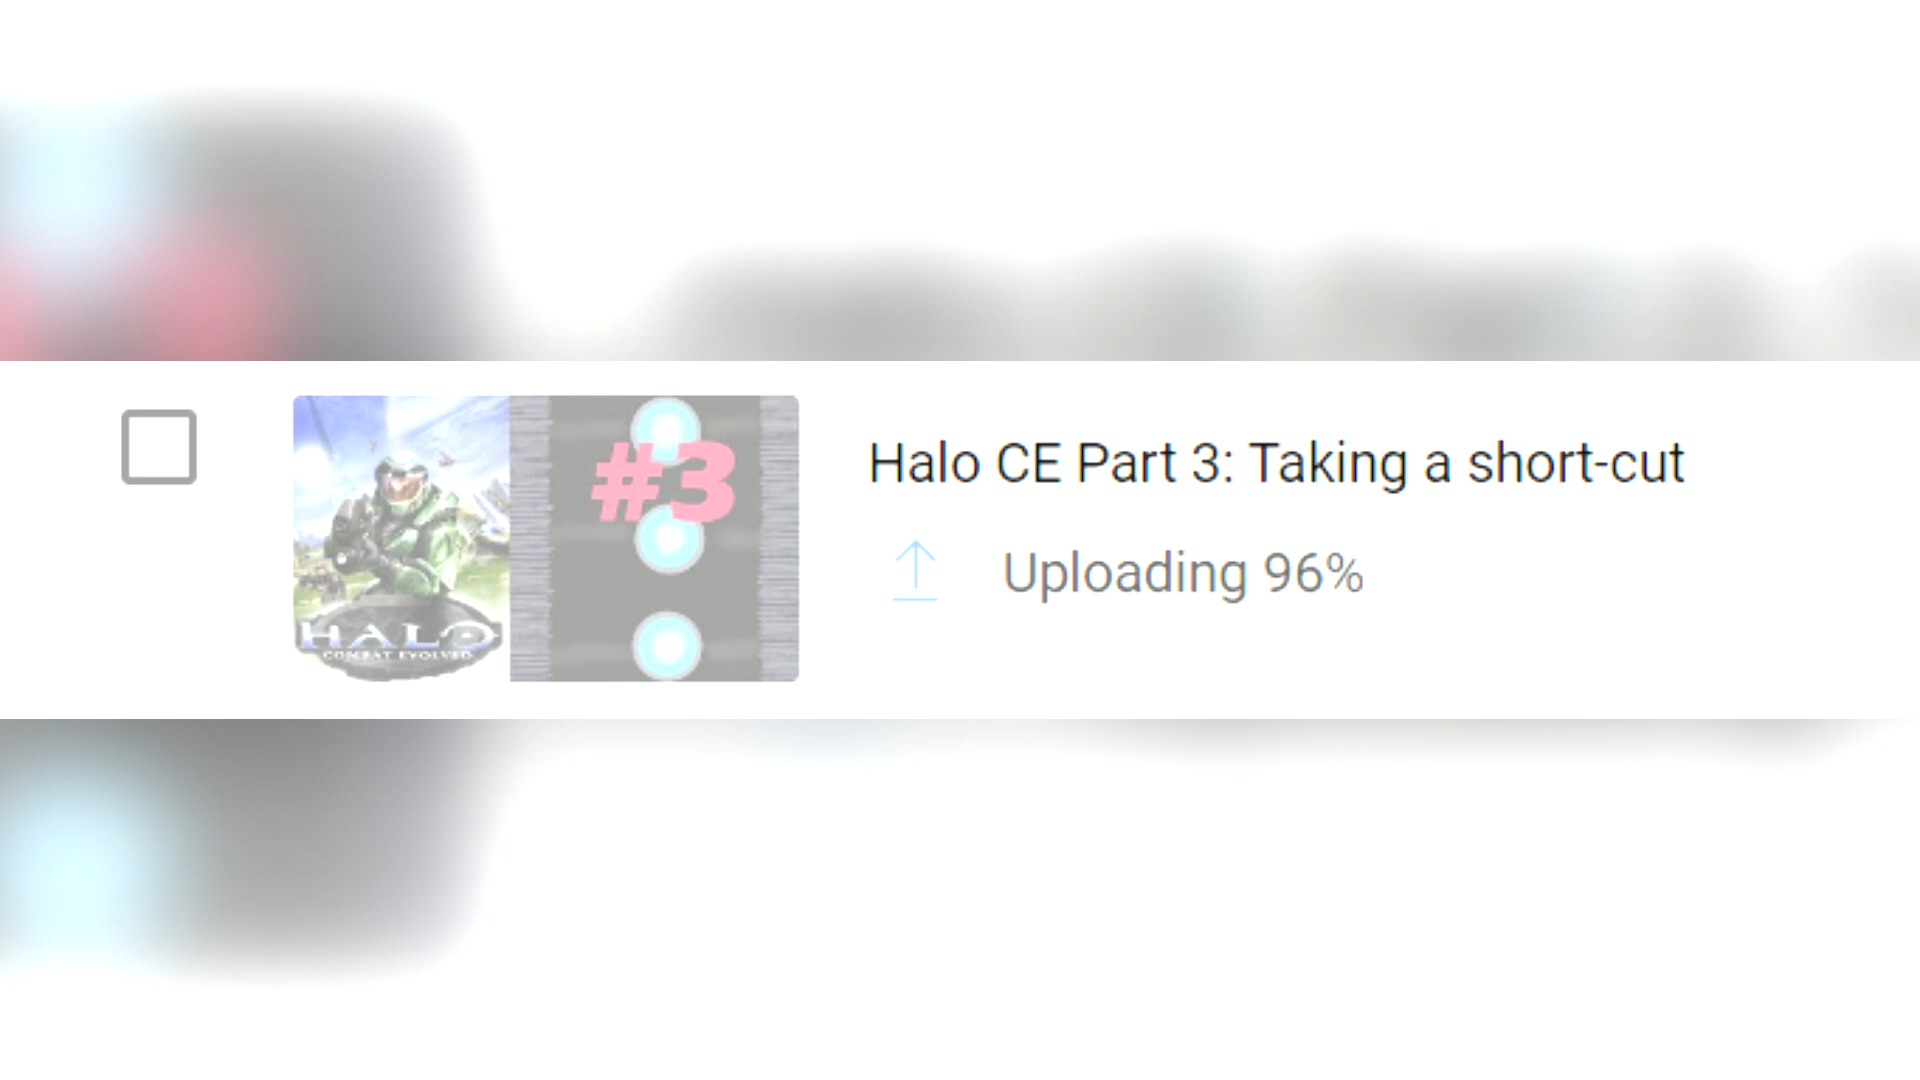 #3
HALO
COMBAT EVOLVED
Halo CE Part 3: Taking a short-cut
Uploading 96%